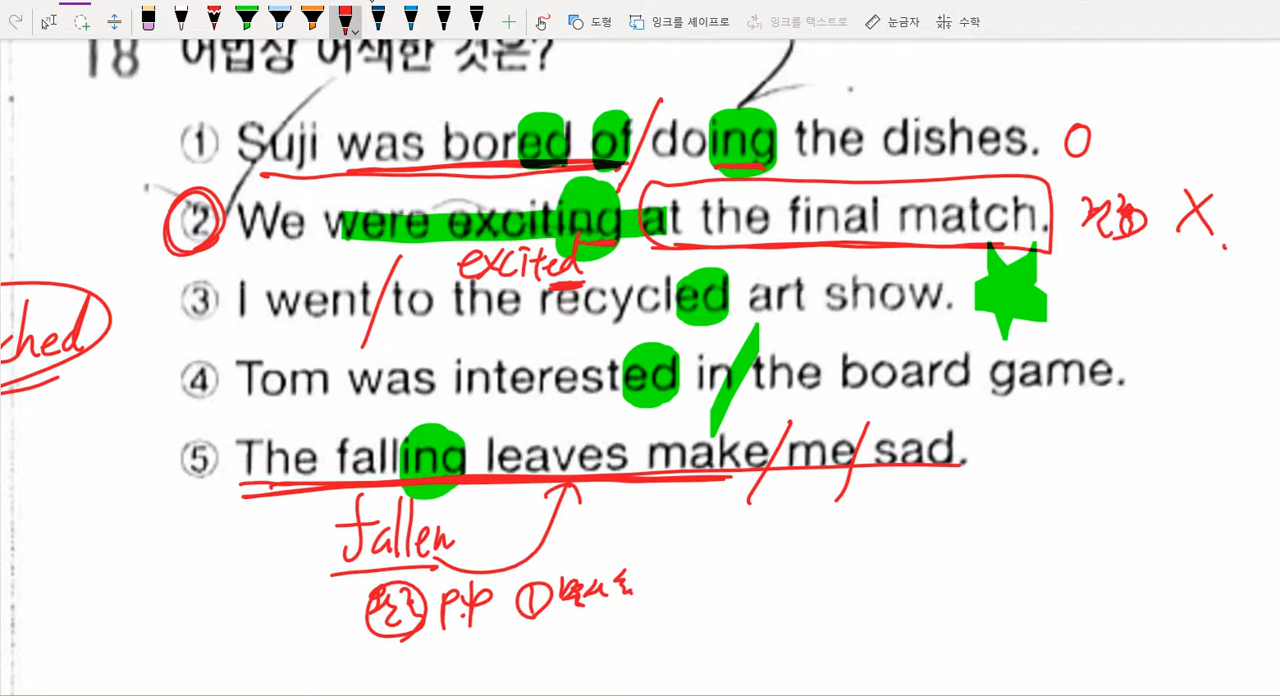 도형 잉크를 셰이프로 잉크를 텍스트로 눈금자 수학
18 어법상 어색한 것은?
① Suji was bored of doing the dishes. O
② We were exciting at the final match. X
excited
③ I went to the recycled art show.
ched
④ Tom was interested in the board game.
⑤ The falling leaves make me sad.
fallen
p.p ①